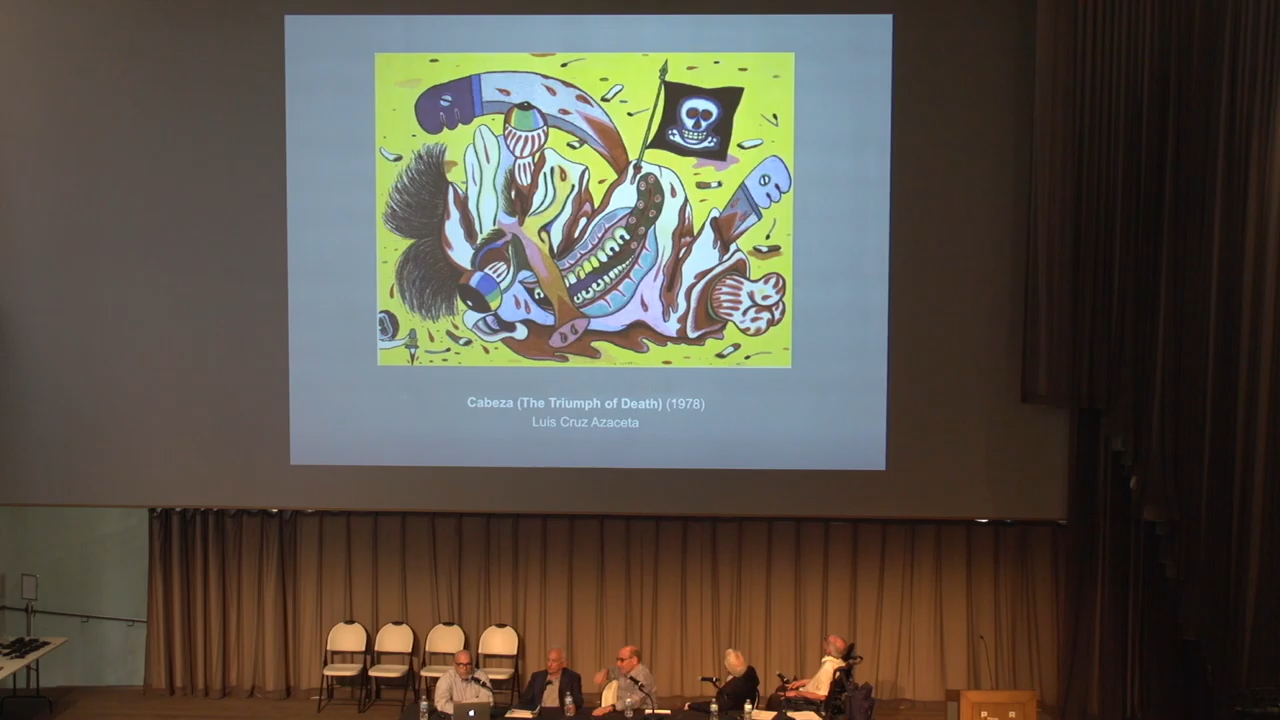 Cabeza (The Triumph of Death) (1978)
Luis Cruz Azaceta